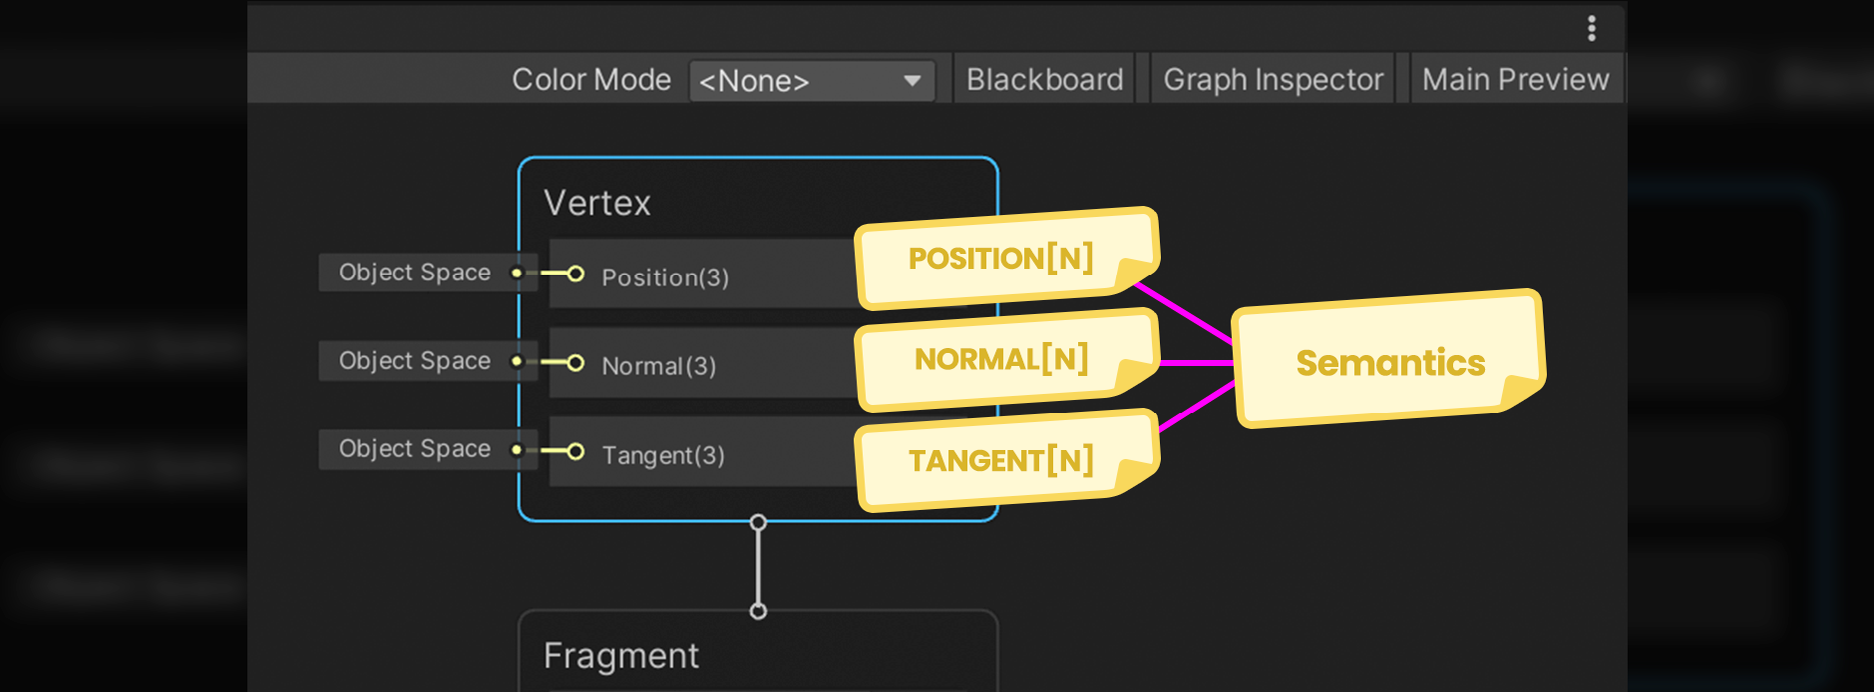 Color Mode <None> Blackboard Graph Inspector Main Preview
Vertex
Object Space Position(3) POSITION[N]
Object Space Normal(3) NORMAL[N] Semantics
Object Space Tangent(3) TANGENT[N]
Fragment